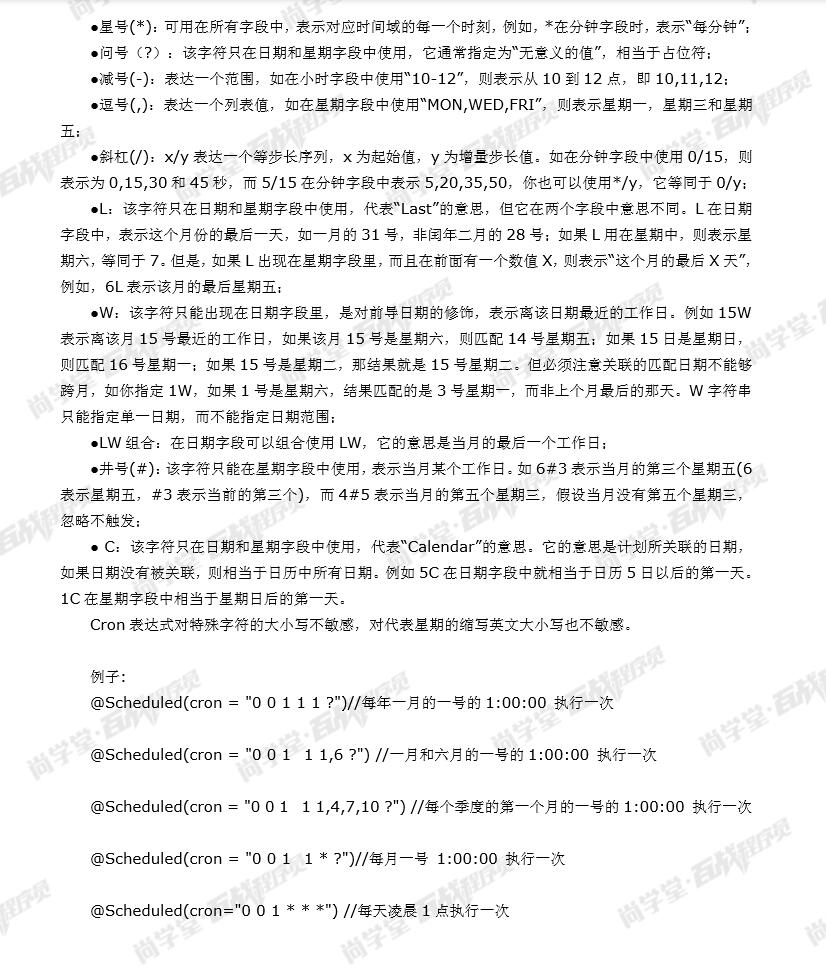 ●星号(*)：可用在所有字段中，表示对应时间域的每一个时刻，例如，*在分钟字段时，表示“每分钟”；
●问号（?）：该字符只在日期和星期字段中使用，它通常指定为“无意义的值”，相当于占位符；
●减号(-)：表达一个范围，如在小时字段中使用“10-12”，则表示从 10 到 12 点，即 10,11,12；
●逗号(,)：表达一个列表值，如在星期字段中使用“MON,WED,FRI”，则表示星期一，星期三和星期
五；
●斜杠(/)：x/y 表达一个等步长序列，x 为起始值，y 为增量步长值。如在分钟字段中使用 0/15，则
表示为 0,15,30 和 45 秒，而 5/15 在分钟字段中表示 5,20,35,50，你也可以使用*/y，它等同于 0/y；
●L：该字符只在日期和星期字段中使用，代表“Last”的意思，但它在两个字段中意思不同。L 在日期
字段中，表示这个月份的最后一天，如一月的 31 号，非闰年二月的 28 号；如果 L 用在星期中，则表示星
期六，等同于 7。但是，如果 L 出现在星期字段里，而且在前面有一个数值 X，则表示“这个月的最后 X 天”，
例如，6L 表示该月的最后星期五；
●W：该字符只能出现在日期字段里，是对前导日期的修饰，表示离该日期最近的工作日。例如 15W
表示离该月 15 号最近的工作日，如果该月 15 号是星期六，则匹配 14 号星期五；如果 15 日是星期日，
则匹配 16 号星期一；如果 15 号是星期二，那结果就是 15 号星期二。但必须注意关联的匹配日期不能够
跨月，如你指定 1W，如果 1 号是星期六，结果匹配的是 3 号星期一，而非上个月最后的那天。W 字符串
只能指定单一日期，而不能指定日期范围；
●LW 组合：在日期字段可以组合使用 LW，它的意思是当月的最后一个工作日；
●井号(#)：该字符只能在星期字段中使用，表示当月某个工作日。如 6#3 表示当月的第三个星期五(6
表示星期五，#3 表示当前的第三个)，而 4#5 表示当月的第五个星期三，假设当月没有第五个星期三，
忽略不触发；
● C：该字符只在日期和星期字段中使用，代表“Calendar”的意思。它的意思是计划所关联的日期，
如果日期没有被关联，则相当于日历中所有日期。例如 5C 在日期字段中就相当于日历 5 日以后的第一天。
1C 在星期字段中相当于星期日后的第一天。
Cron 表达式对特殊字符的大小写不敏感，对代表星期的缩写英文大小写也不敏感。
例子:
@Scheduled(cron = "0 0 1 1 1 ?")//每年一月的一号的 1:00:00 执行一次
@Scheduled(cron = "0 0 1 1 1,6 ?") //一月和六月的一号的 1:00:00 执行一次
@Scheduled(cron = "0 0 1 1 1,4,7,10 ?") //每个季度的第一个月的一号的 1:00:00 执行一次
@Scheduled(cron = "0 0 1 1 * ?")//每月一号 1:00:00 执行一次
@Scheduled(cron="0 0 1 * * *") //每天凌晨 1 点执行一次
尚学堂·百战程序员